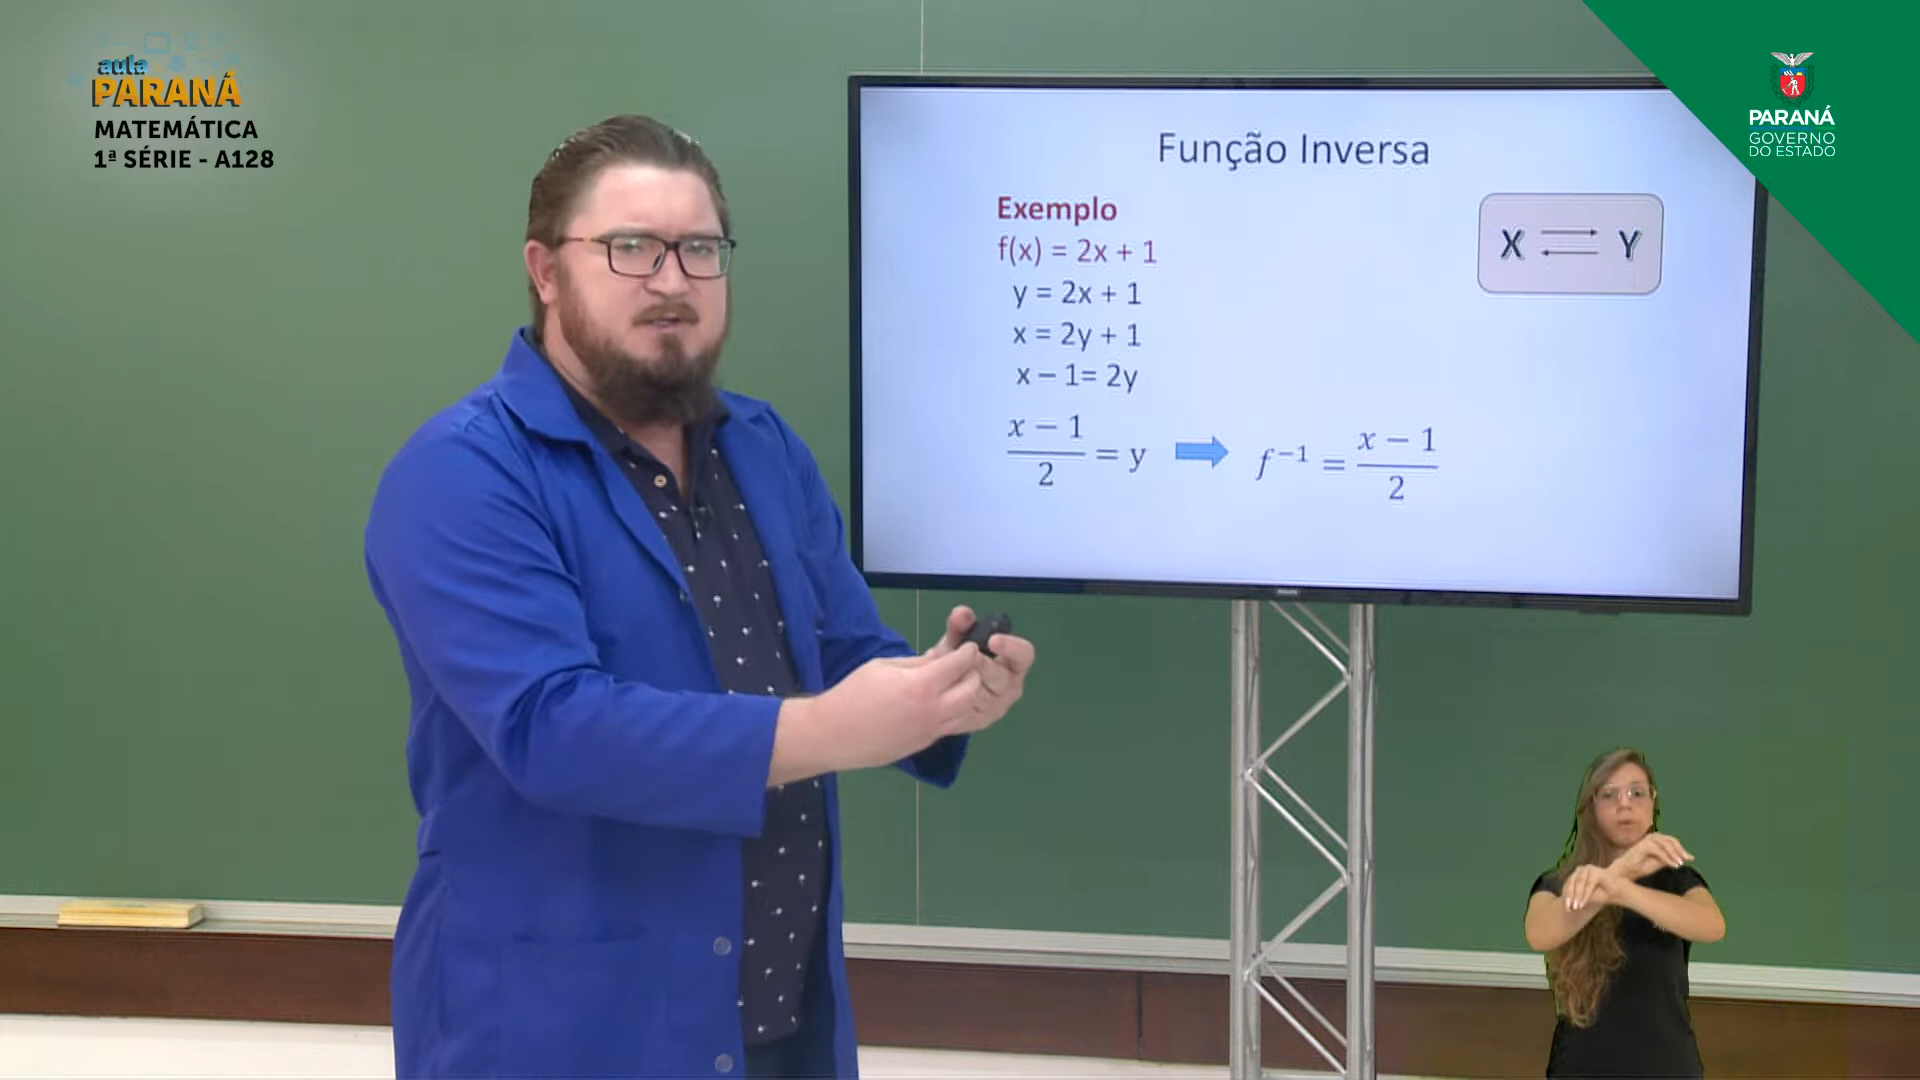 aula
PARANÁ
MATEMÁTICA
1ª SÉRIE - A128
Função Inversa
Exemplo
f(x) = 2x + 1
y = 2x + 1
x = 2y + 1
x – 1= 2y
x − 1
2
= y
f⁻¹ =
x − 1
2
X Y
PARANÁ
GOVERNO
DO ESTADO